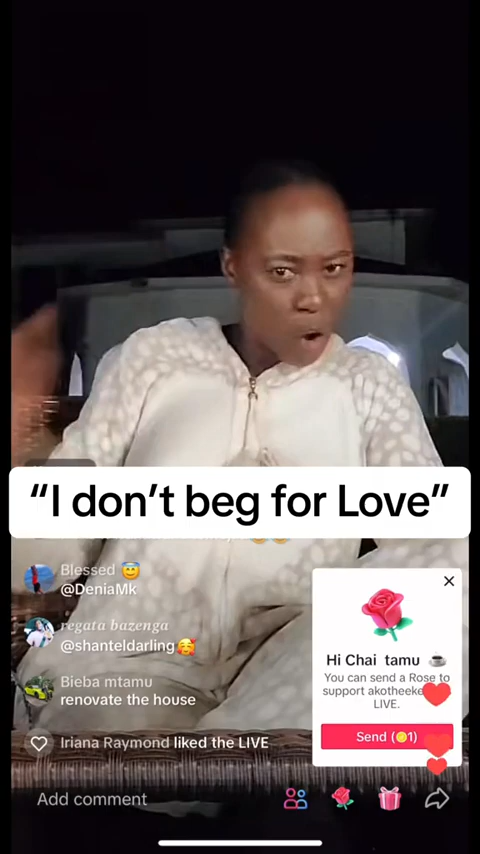 “I don’t beg for Love”
Blessed 😇
@DeniaMk
regata bazenga
@shanteldarling🥰
Bieba mtamu
renovate the house
Iriana Raymond liked the LIVE
Hi Chai tamu ☕
You can send a Rose to
support
LIVE.
Send (1)
Add comment